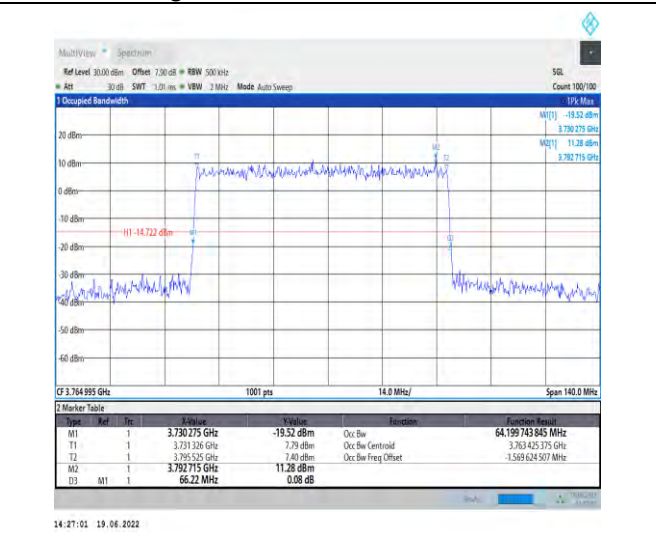 MultiView Spectrum
Ref Level 30.00 dBm Offset 7.90 dB RBW 500 kHz SGL
Att 30 dB SWT 1.01 ms VBW 2 MHz Mode Auto Sweep Count 100/100
1 Occupied Bandwidth 1Pk Max
M1[1] -19.52 dBm
3.730 275 GHz
M2[1] 11.28 dBm
3.792 715 GHz
20 dBm
M2
T1 T2
10 dBm
0 dBm
-10 dBm
H1 -14.722 dBm M1
D3
-20 dBm
-30 dBm
-40 dBm
-50 dBm
-60 dBm
CF 3.764 995 GHz 1001 pts 14.0 MHz/ Span 140.0 MHz
2 Marker Table
Type Ref Trc X-Value Y-Value Function Function Result
M1 1 3.730 275 GHz -19.52 dBm Occ Bw 64.199 743 845 MHz
T1 1 3.731 326 GHz 7.79 dBm Occ Bw Centroid 3.763 425 375 GHz
T2 1 3.795 525 GHz 7.40 dBm Occ Bw Freq Offset -1.569 624 507 MHz
M2 1 3.792 715 GHz 11.28 dBm
D3 M1 1 66.22 MHz 0.08 dB
14:27:01 19.06.2022